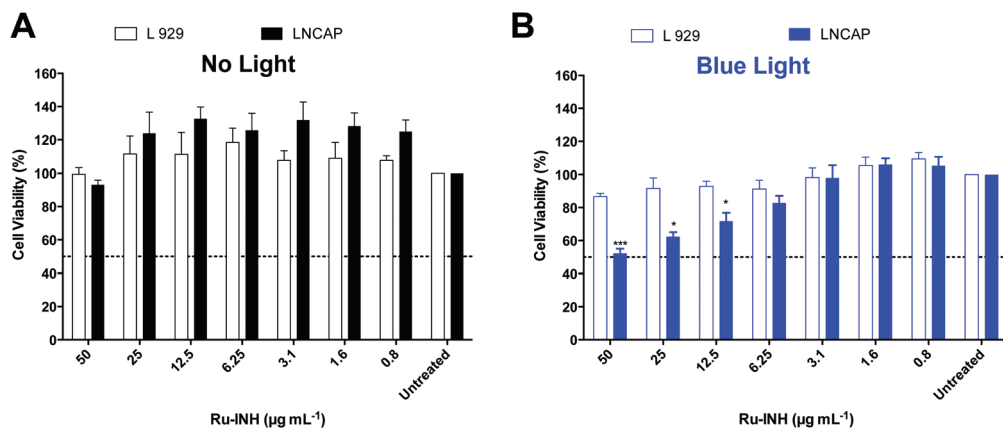 A
L 929
LNCAP
No Light
Cell Viability (%)
160
140
120
100
80
60
40
20
0
50
25
12.5
6.25
3.1
1.6
0.8
Untreated
Ru-INH (µg mL⁻¹)
B
L 929
LNCAP
Blue Light
Cell Viability (%)
160
140
120
100
80
60
40
20
0
***
*
*
50
25
12.5
6.25
3.1
1.6
0.8
Untreated
Ru-INH (µg mL⁻¹)